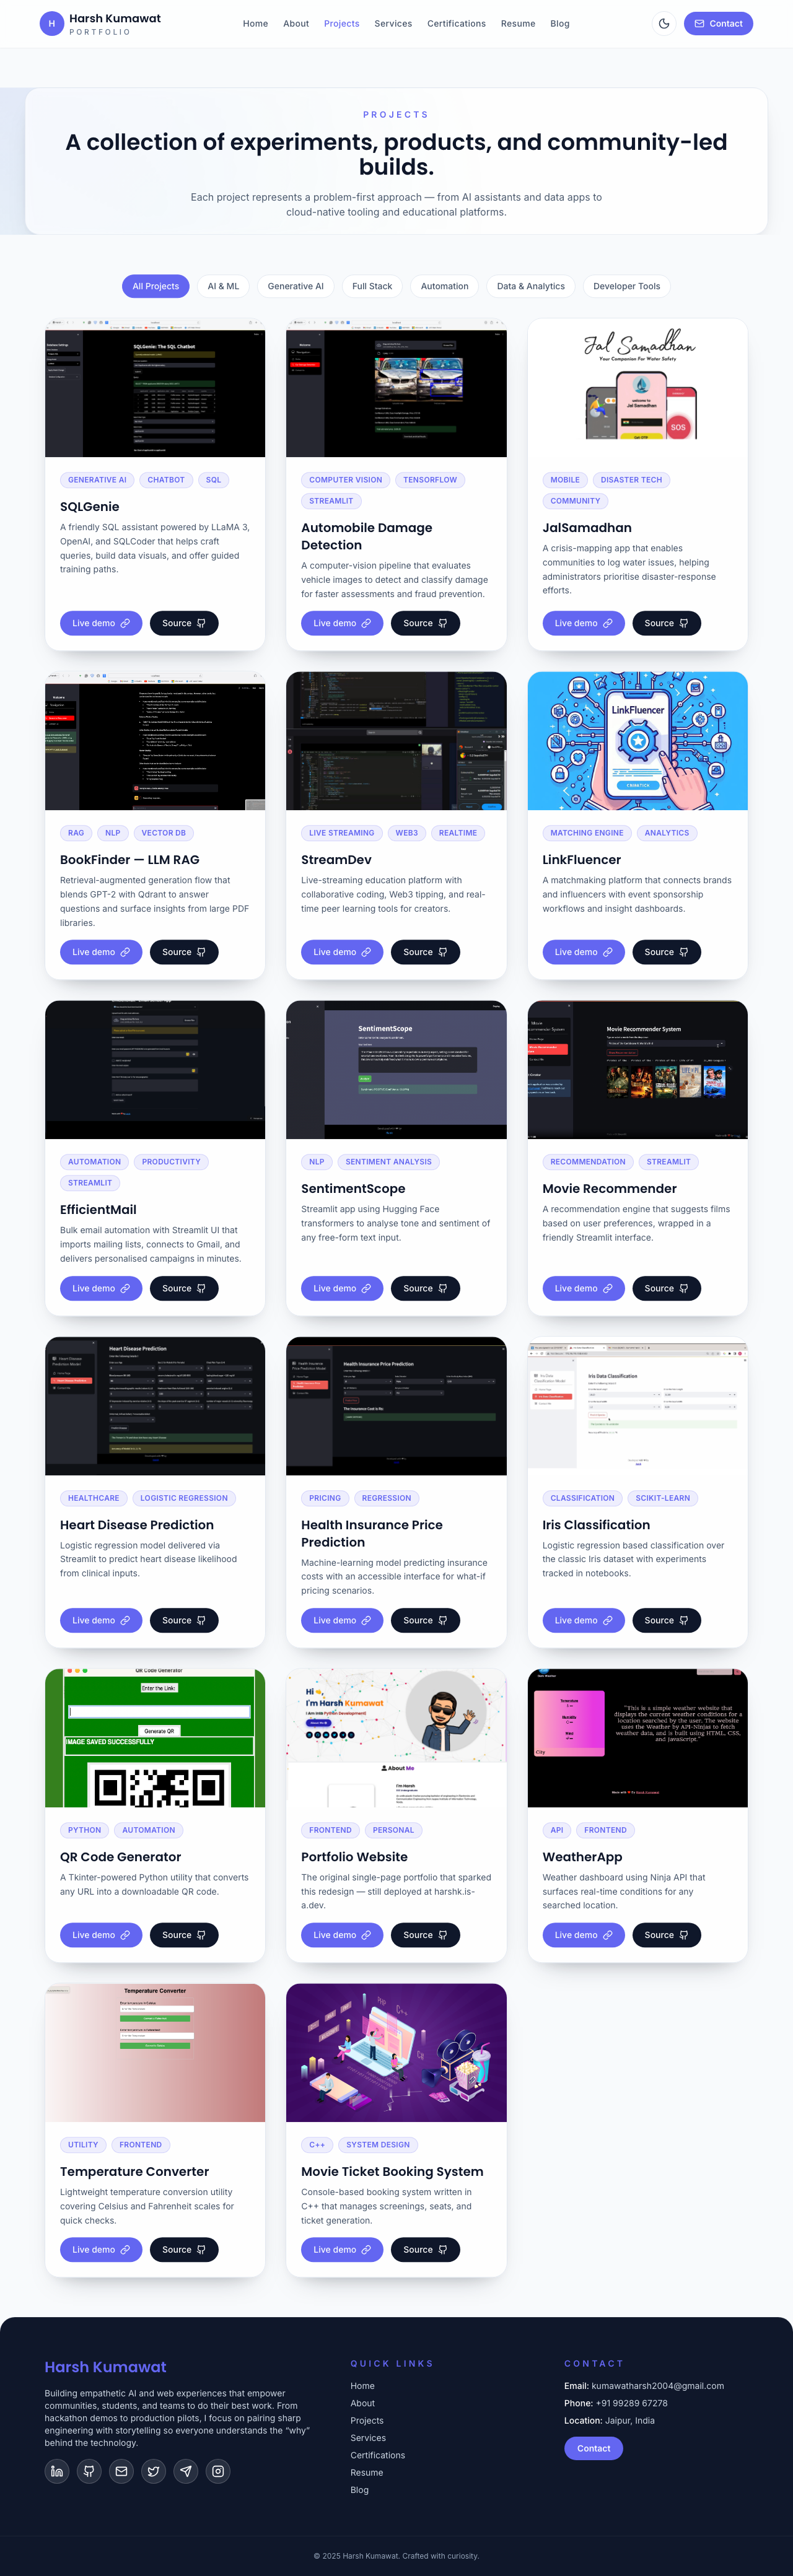 H
Harsh Kumawat
PORTFOLIO
Home
About
Projects
Services
Certifications
Resume
Blog
Contact
PROJECTS
A collection of experiments, products, and community-led
builds.
Each project represents a problem-first approach — from AI assistants and data apps to
cloud-native tooling and educational platforms.
All Projects
AI & ML
Generative AI
Full Stack
Automation
Data & Analytics
Developer Tools
SQLGenie: The SQL Chatbot
GENERATIVE AI
CHATBOT
SQL
SQLGenie
A friendly SQL assistant powered by LLaMA 3,
OpenAI, and SQLCoder that helps craft
queries, build data visuals, and offer guided
training paths.
Live demo
Source
COMPUTER VISION
TENSORFLOW
STREAMLIT
Automobile Damage
Detection
A computer-vision pipeline that evaluates
vehicle images to detect and classify damage
for faster assessments and fraud prevention.
Live demo
Source
Jal Samadhan
Your Companion For Water Safety
welcome to
Jal Samadhan
SOS
MOBILE
DISASTER TECH
COMMUNITY
JalSamadhan
A crisis-mapping app that enables
communities to log water issues, helping
administrators prioritise disaster-response
efforts.
Live demo
Source
RAG
NLP
VECTOR DB
BookFinder — LLM RAG
Retrieval-augmented generation flow that
blends GPT-2 with Qdrant to answer
questions and surface insights from large PDF
libraries.
Live demo
Source
LIVE STREAMING
WEB3
REALTIME
StreamDev
Live-streaming education platform with
collaborative coding, Web3 tipping, and real-
time peer learning tools for creators.
Live demo
Source
LinkFluencer
MATCHING ENGINE
ANALYTICS
LinkFluencer
A matchmaking platform that connects brands
and influencers with event sponsorship
workflows and insight dashboards.
Live demo
Source
AUTOMATION
PRODUCTIVITY
STREAMLIT
EfficientMail
Bulk email automation with Streamlit UI that
imports mailing lists, connects to Gmail, and
delivers personalised campaigns in minutes.
Live demo
Source
SentimentScope
NLP
SENTIMENT ANALYSIS
SentimentScope
Streamlit app using Hugging Face
transformers to analyse tone and sentiment of
any free-form text input.
Live demo
Source
Movie Recommender System
RECOMMENDATION
STREAMLIT
Movie Recommender
A recommendation engine that suggests films
based on user preferences, wrapped in a
friendly Streamlit interface.
Live demo
Source
Heart Disease Prediction
HEALTHCARE
LOGISTIC REGRESSION
Heart Disease Prediction
Logistic regression model delivered via
Streamlit to predict heart disease likelihood
from clinical inputs.
Live demo
Source
Health Insurance Price Prediction
PRICING
REGRESSION
Health Insurance Price
Prediction
Machine-learning model predicting insurance
costs with an accessible interface for what-if
pricing scenarios.
Live demo
Source
Iris Data Classification
CLASSIFICATION
SCIKIT-LEARN
Iris Classification
Logistic regression based classification over
the classic Iris dataset with experiments
tracked in notebooks.
Live demo
Source
QR Code Generator
Enter the Link:
Generate QR
IMAGE SAVED SUCCESSFULLY
PYTHON
AUTOMATION
QR Code Generator
A Tkinter-powered Python utility that converts
any URL into a downloadable QR code.
Live demo
Source
Hi
I'm Harsh Kumawat
About Me
I'm Harsh
FRONTEND
PERSONAL
Portfolio Website
The original single-page portfolio that sparked
this redesign — still deployed at harshk.is-
a.dev.
Live demo
Source
"This is a simple weather website that
displays the current weather conditions for a
location searched by the user. The website
uses the Weather by API-Ninjas to fetch
weather data, and is built using HTML, CSS,
and JavaScript."
City
API
FRONTEND
WeatherApp
Weather dashboard using Ninja API that
surfaces real-time conditions for any
searched location.
Live demo
Source
Temperature Converter
UTILITY
FRONTEND
Temperature Converter
Lightweight temperature conversion utility
covering Celsius and Fahrenheit scales for
quick checks.
Live demo
Source
C++
SYSTEM DESIGN
Movie Ticket Booking System
Console-based booking system written in
C++ that manages screenings, seats, and
ticket generation.
Live demo
Source
Harsh Kumawat
Building empathetic AI and web experiences that empower
communities, students, and teams to do their best work. From
hackathon demos to production pilots, I focus on pairing sharp
engineering with storytelling so everyone understands the “why”
behind the technology.
QUICK LINKS
Home
About
Projects
Services
Certifications
Resume
Blog
CONTACT
Email: kumawatharsh2004@gmail.com
Phone: +91 99289 67278
Location: Jaipur, India
Contact
© 2025 Harsh Kumawat. Crafted with curiosity.